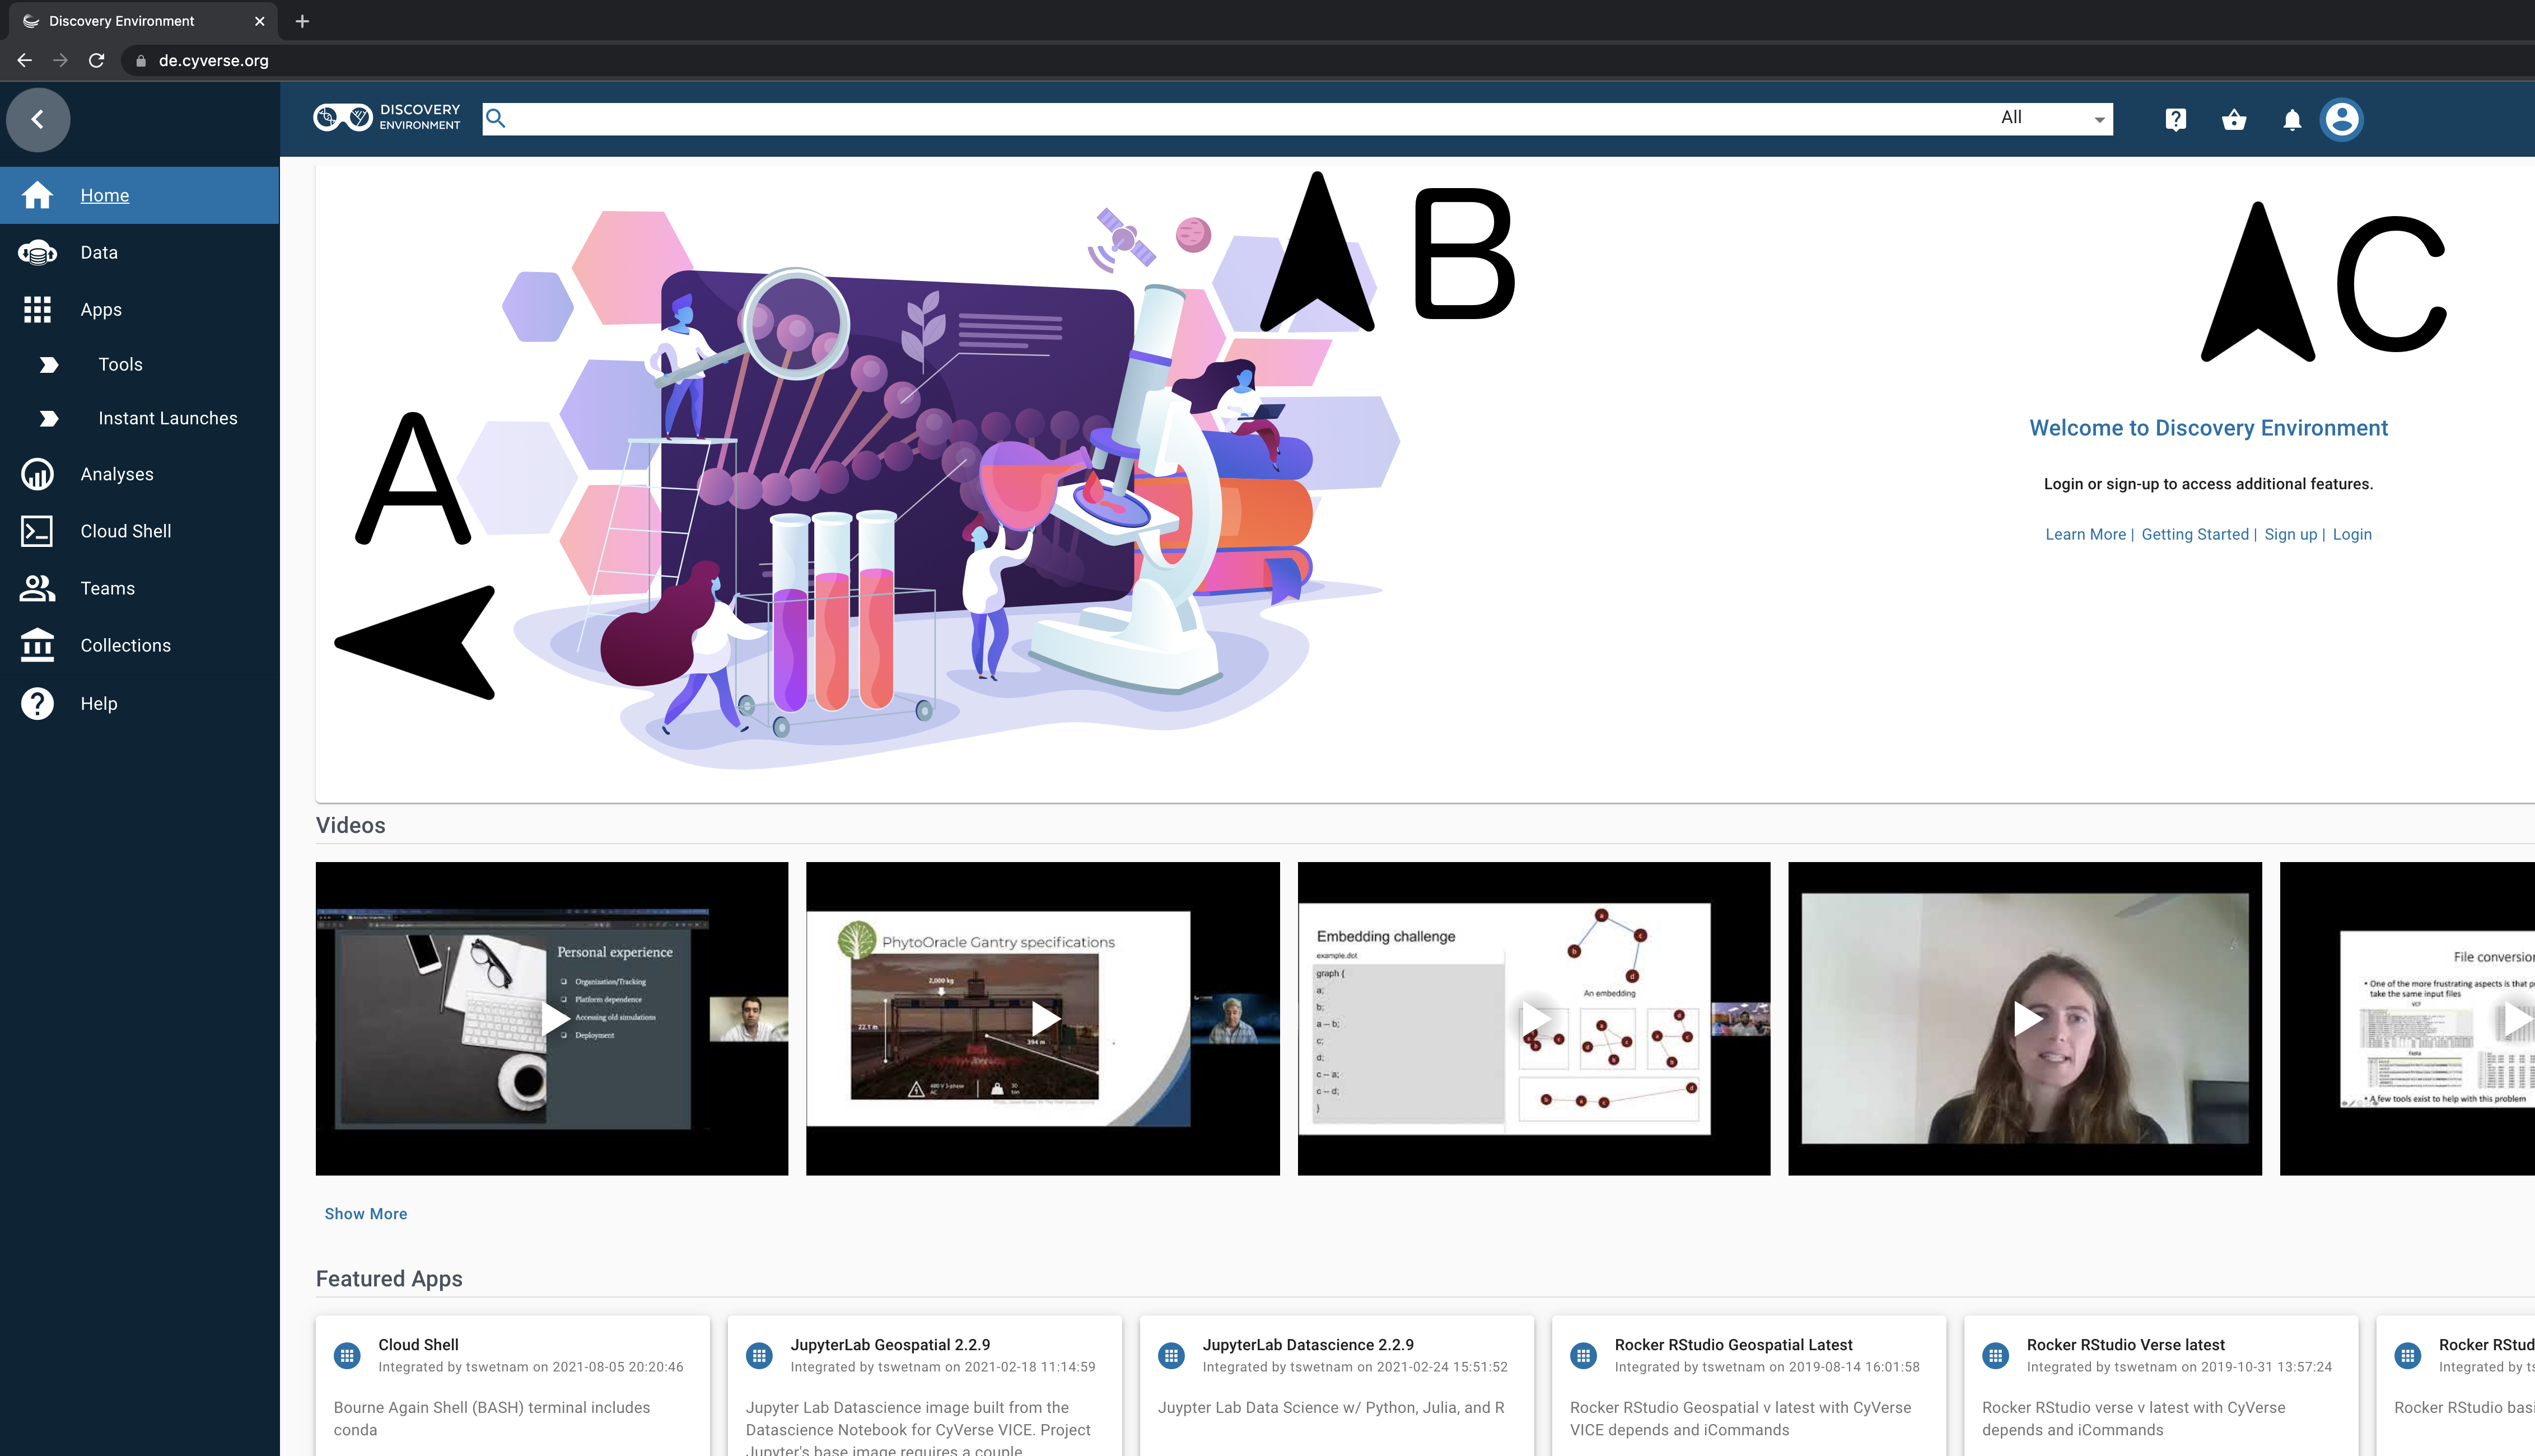 Discovery Environment
de.cyverse.org
DISCOVERY
ENVIRONMENT
All
Home
Data
Apps
Tools
Instant Launches
Analyses
Cloud Shell
Teams
Collections
Help
A
B
C
Welcome to Discovery Environment
Login or sign-up to access additional features.
Learn More | Getting Started | Sign up | Login
Videos
Personal experience
Organization/Tracking
Platform dependence
Accessing old simulations
Deployment
PhytoOracle Gantry specifications
2,000 kg
22.1 m
394 m
480 V 3-phase
AC
30
ton
Embedding challenge
example.dot
graph {
a;
b;
a -- b;
c;
d;
c -- a;
c -- d;
}
An embedding
File conversion
• One of the more frustrating aspects is that
take the same input files
VCF
Fasta
• A few tools exist to help with this problem
Show More
Featured Apps
Cloud Shell
Integrated by tswetnam on 2021-08-05 20:20:46
Bourne Again Shell (BASH) terminal includes
conda
JupyterLab Geospatial 2.2.9
Integrated by tswetnam on 2021-02-18 11:14:59
Jupyter Lab Datascience image built from the
Datascience Notebook for CyVerse VICE. Project
Jupyter's base image requires a couple
JupyterLab Datascience 2.2.9
Integrated by tswetnam on 2021-02-24 15:51:52
Juypter Lab Data Science w/ Python, Julia, and R
Rocker RStudio Geospatial Latest
Integrated by tswetnam on 2019-08-14 16:01:58
Rocker RStudio Geospatial v latest with CyVerse
VICE depends and iCommands
Rocker RStudio Verse latest
Integrated by tswetnam on 2019-10-31 13:57:24
Rocker RStudio verse v latest with CyVerse
depends and iCommands
Rocker RStud
Integrated by ts
Rocker RStudio basi